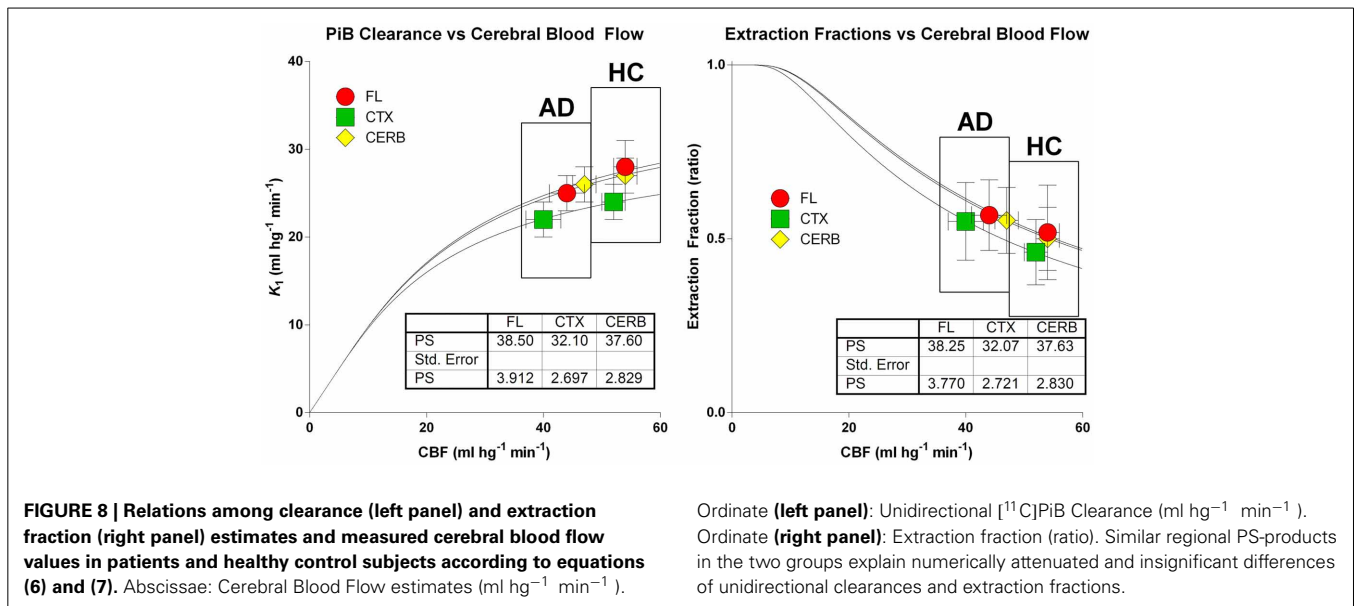 PiB Clearance vs Cerebral Blood Flow
40
30
20
10
0
K1 (ml hg-1 min-1)
FL
CTX
CERB
AD
HC
FL CTX CERB
PS 38.50 32.10 37.60
Std. Error
PS 3.912 2.697 2.829
0 20 40 60
CBF (ml hg-1 min-1)
Extraction Fractions vs Cerebral Blood Flow
1.0
0.5
0.0
Extraction Fraction (ratio)
AD
HC
FL
CTX
CERB
FL CTX CERB
PS 38.25 32.07 37.63
Std. Error
PS 3.770 2.721 2.830
0 20 40 60
CBF (ml hg-1 min-1)
FIGURE 8 | Relations among clearance (left panel) and extraction
fraction (right panel) estimates and measured cerebral blood flow
values in patients and healthy control subjects according to equations
(6) and (7). Abscissae: Cerebral Blood Flow estimates (ml hg−1 min−1).
Ordinate (left panel): Unidirectional [11C]PiB Clearance (ml hg−1 min−1).
Ordinate (right panel): Extraction fraction (ratio). Similar regional PS-products
in the two groups explain numerically attenuated and insignificant differences
of unidirectional clearances and extraction fractions.